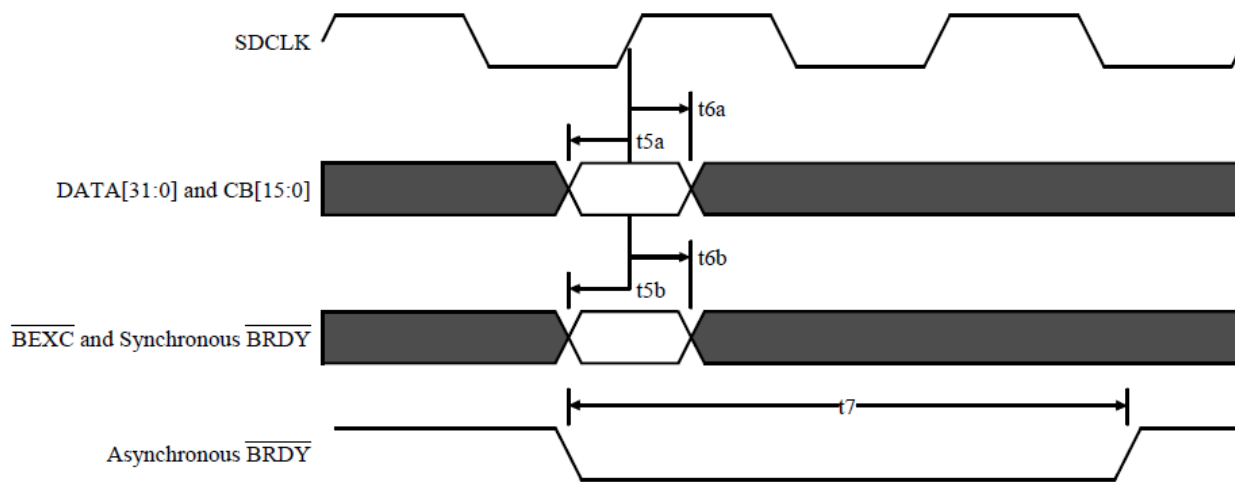 SDCLK
t6a
t5a
DATA[31:0] and CB[15:0]
t6b
t5b
BEXC and Synchronous BRDY
t7
Asynchronous BRDY